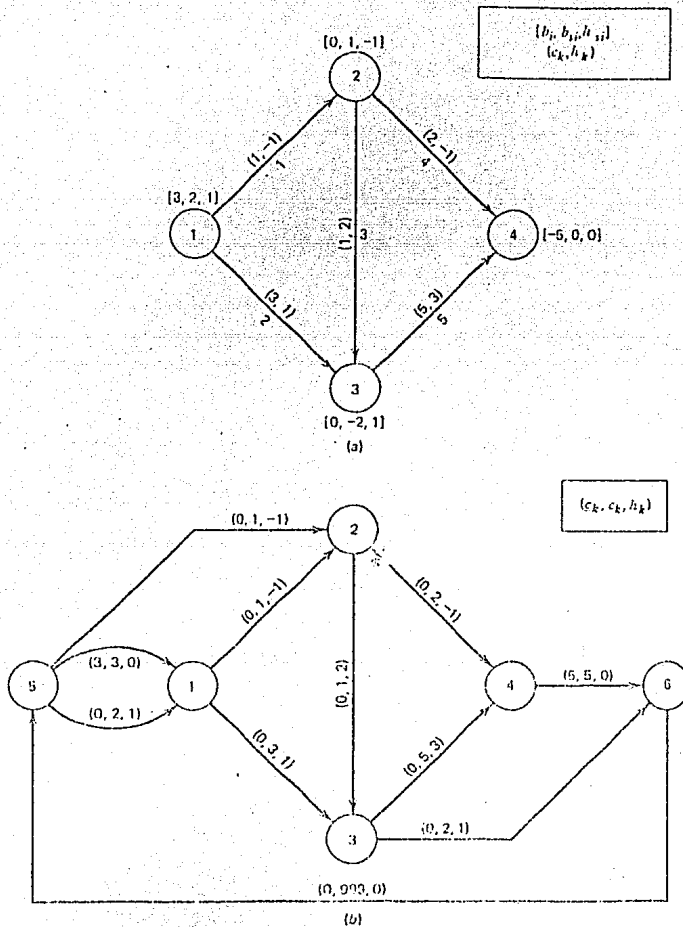 [b_i, b_si, h_si]
(c_k, h_k)
[0, 1, -1]
2
(1, -1)
1
(2, -1)
4
[3, 2, 1]
1
(1, 2)
3
4
[-5, 0, 0]
(3, 1)
2
(5, 3)
5
3
[0, -2, 1]
(a)
(c_k, c_k, h_k)
(0, 1, -1)
2
(0, 1, -1)
(0, 2, -1)
5
(3, 3, 0)
1
(0, 2, 1)
(0, 1, 2)
4
(5, 5, 0)
6
(0, 3, 1)
(0, 5, 3)
3
(0, 2, 1)
(0, 999, 0)
(b)